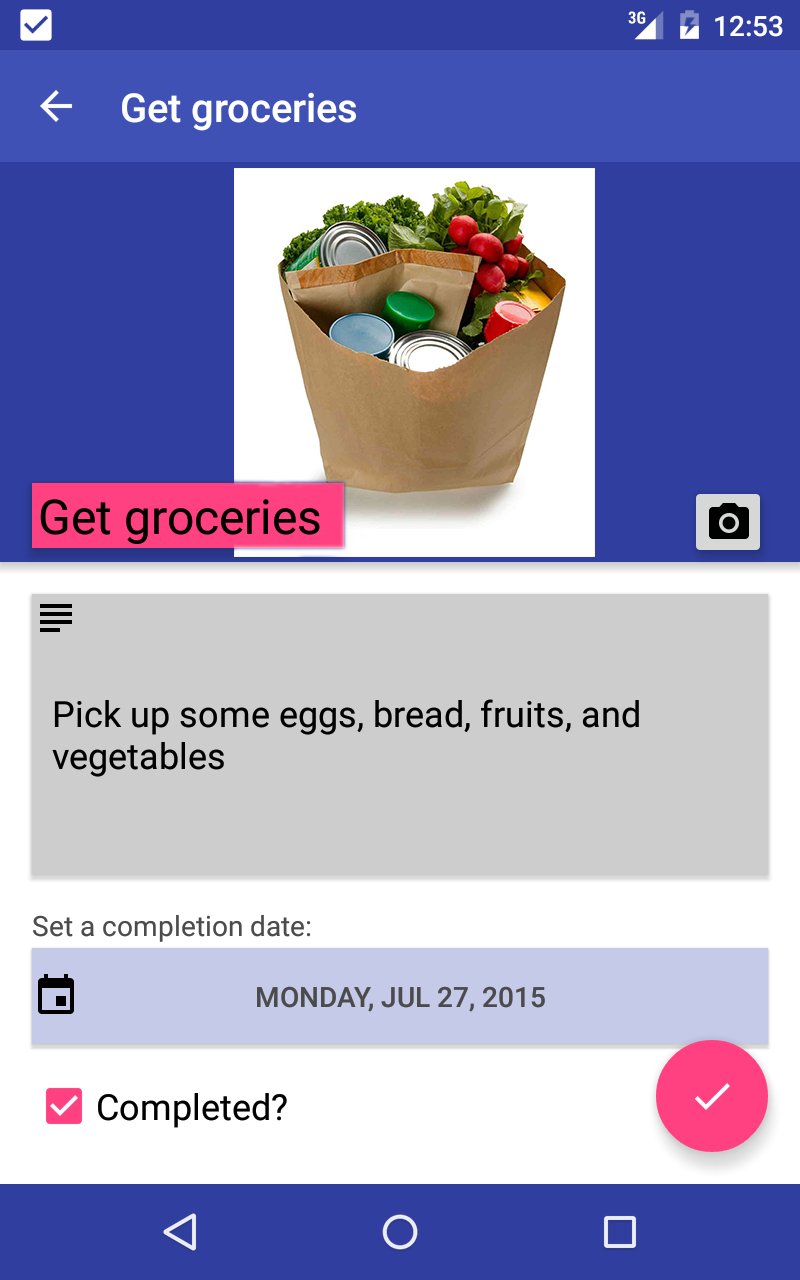 3G 12:53
Get groceries
Get groceries
Pick up some eggs, bread, fruits, and
vegetables
Set a completion date:
MONDAY, JUL 27, 2015
Completed?